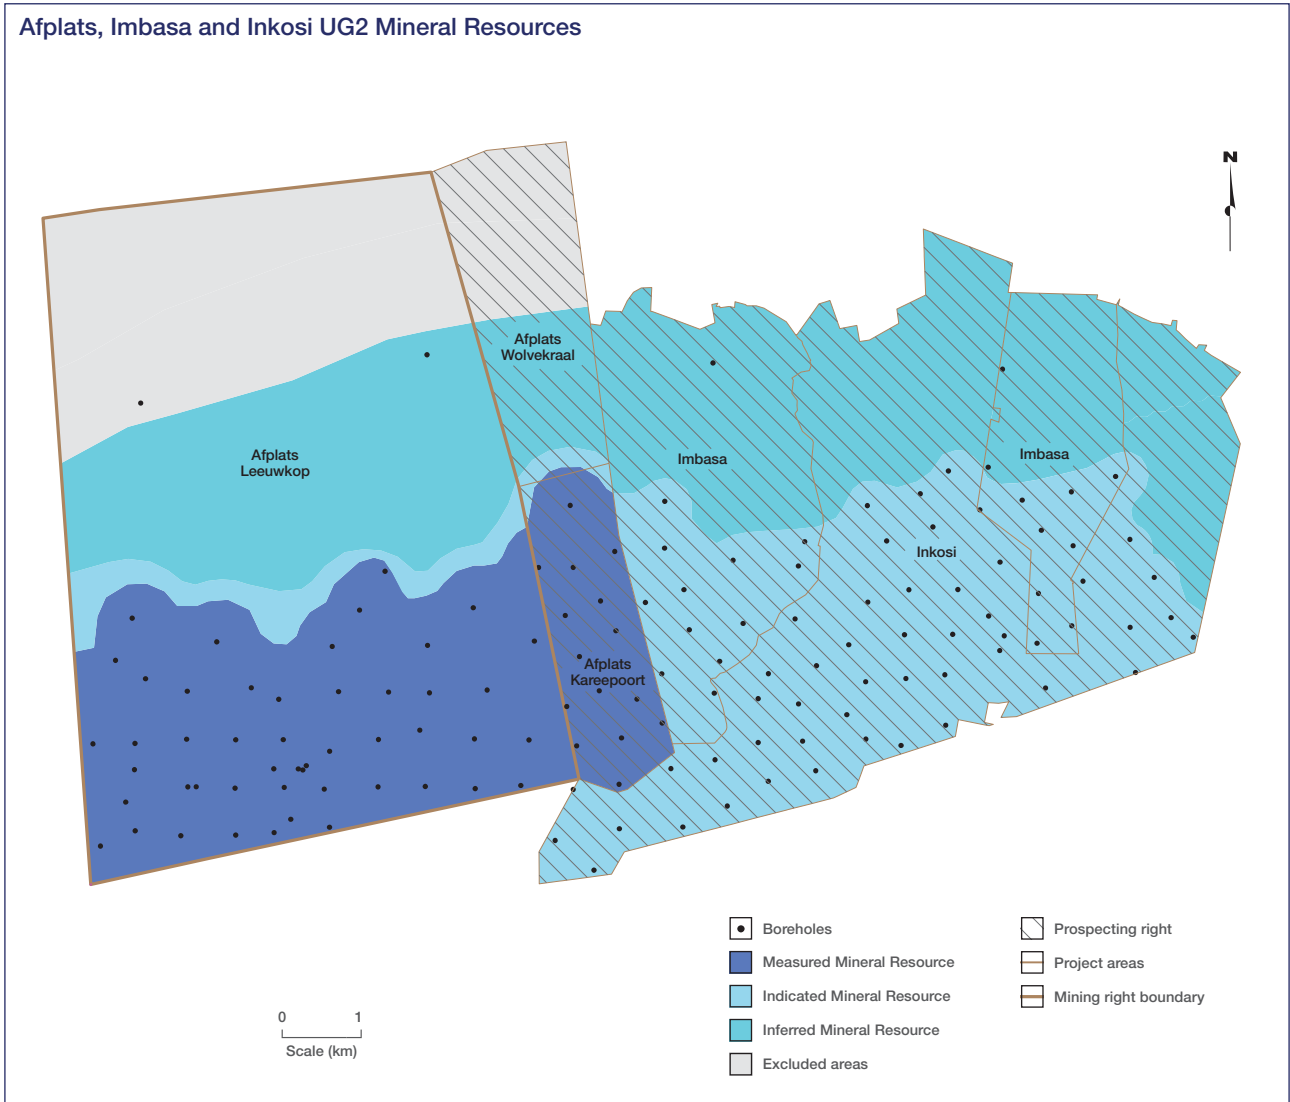 Afplats, Imbasa and Inkosi UG2 Mineral Resources
N
Afplats
Wolvekraal
Afplats
Leeuwkop
Imbasa
Imbasa
Inkosi
Afplats
Kareepoort
Boreholes
Measured Mineral Resource
Indicated Mineral Resource
Inferred Mineral Resource
Excluded areas
Prospecting right
Project areas
Mining right boundary
0 1
Scale (km)